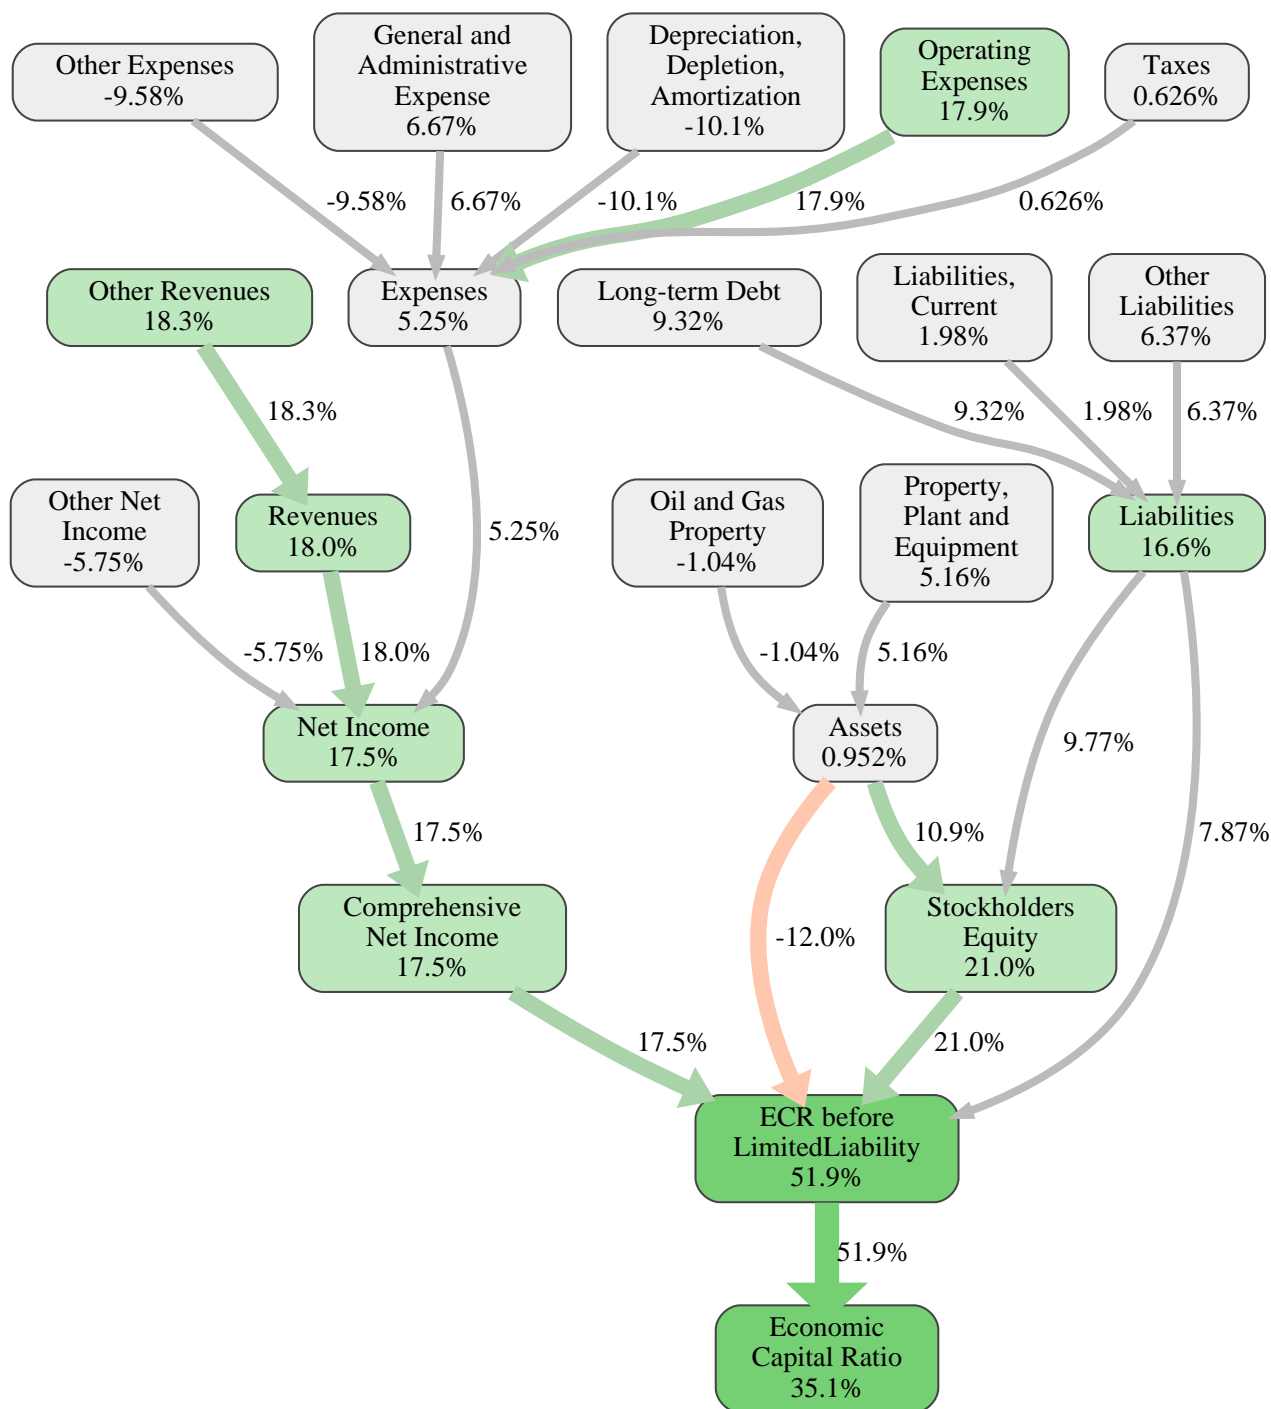 Other Expenses
-9.58%
General and
Administrative
Expense
6.67%
Depreciation,
Depletion,
Amortization
-10.1%
Operating
Expenses
17.9%
Taxes
0.626%
-9.58%
6.67%
-10.1%
17.9%
0.626%
Other Revenues
18.3%
Expenses
5.25%
Long-term Debt
9.32%
Liabilities,
Current
1.98%
Other
Liabilities
6.37%
18.3%
9.32%
1.98%
6.37%
Other Net
Income
-5.75%
Revenues
18.0%
5.25%
Oil and Gas
Property
-1.04%
Property,
Plant and
Equipment
5.16%
Liabilities
16.6%
-5.75%
18.0%
-1.04%
5.16%
Net Income
17.5%
Assets
0.952%
9.77%
17.5%
10.9%
7.87%
Comprehensive
Net Income
17.5%
-12.0%
Stockholders
Equity
21.0%
17.5%
21.0%
ECR before
LimitedLiability
51.9%
51.9%
Economic
Capital Ratio
35.1%